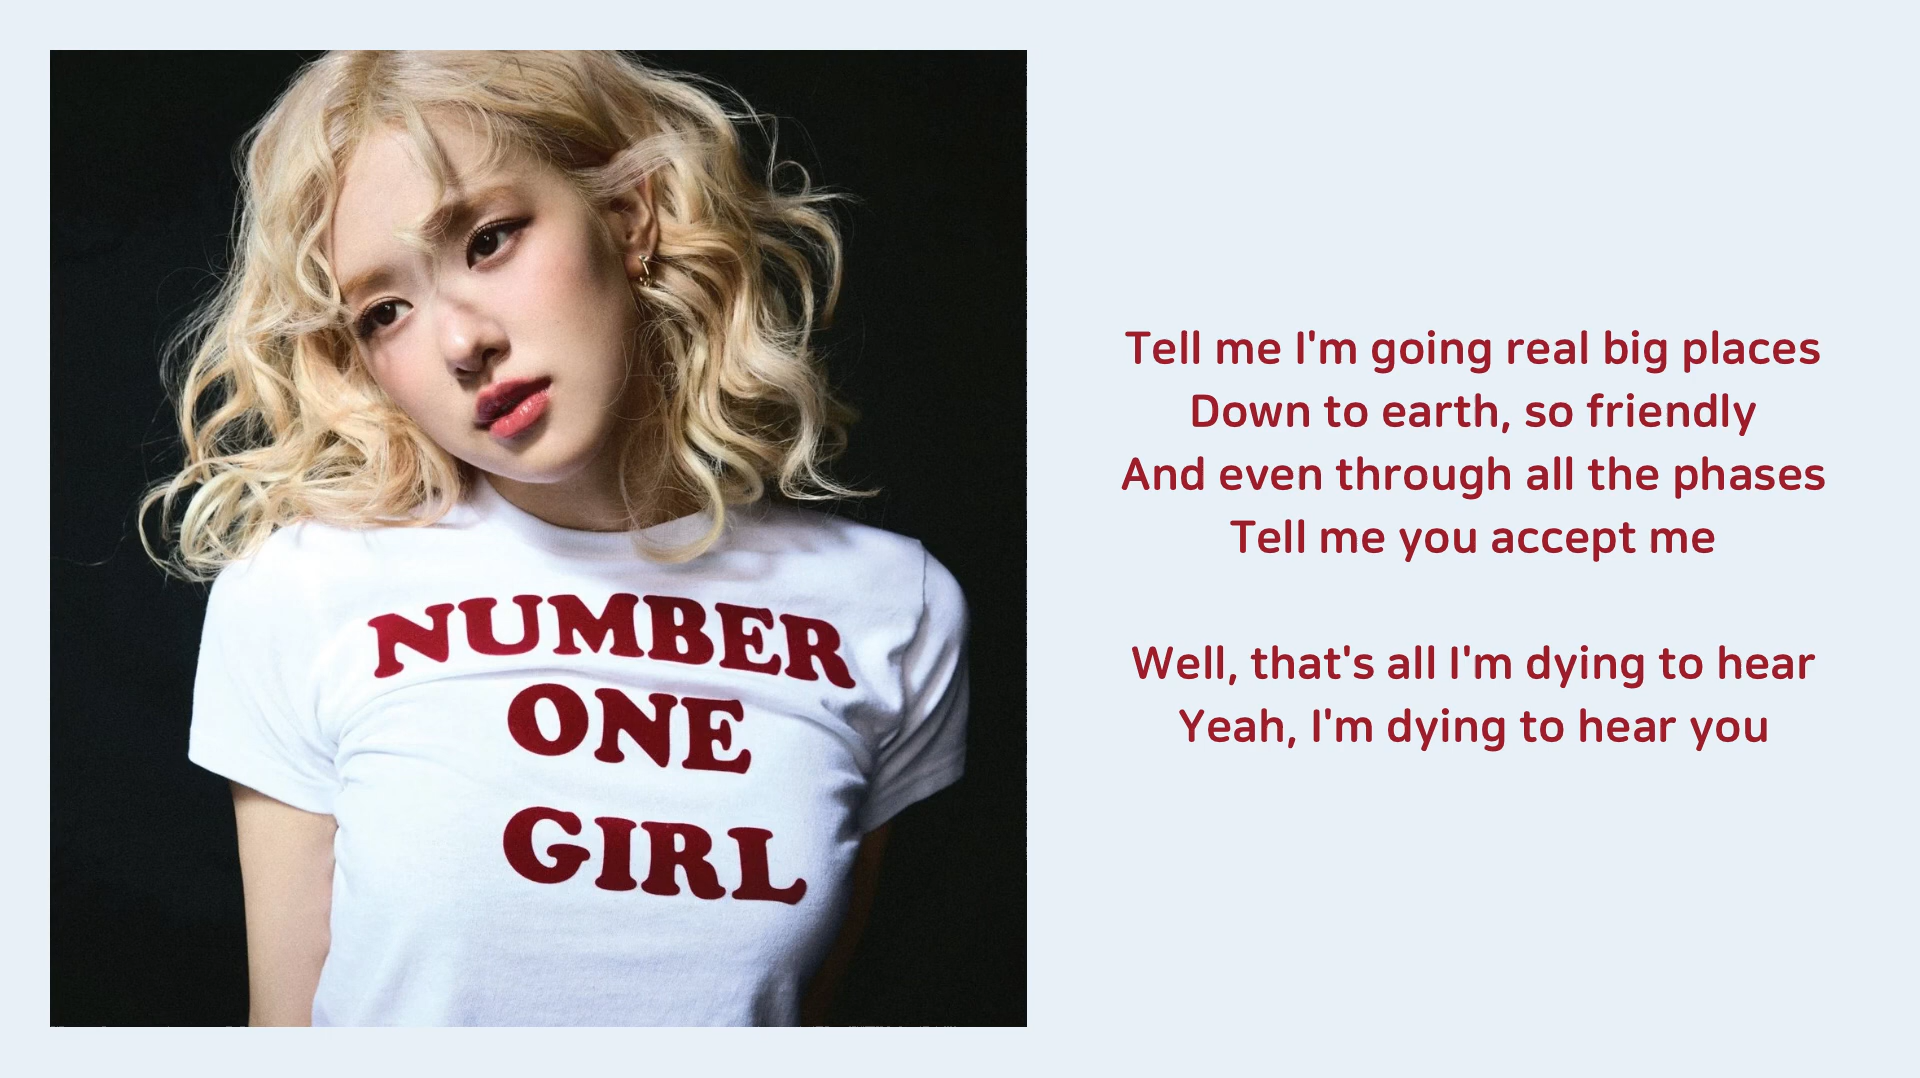 NUMBER
ONE
GIRL
Tell me I'm going real big places
Down to earth, so friendly
And even through all the phases
Tell me you accept me
Well, that's all I'm dying to hear
Yeah, I'm dying to hear you